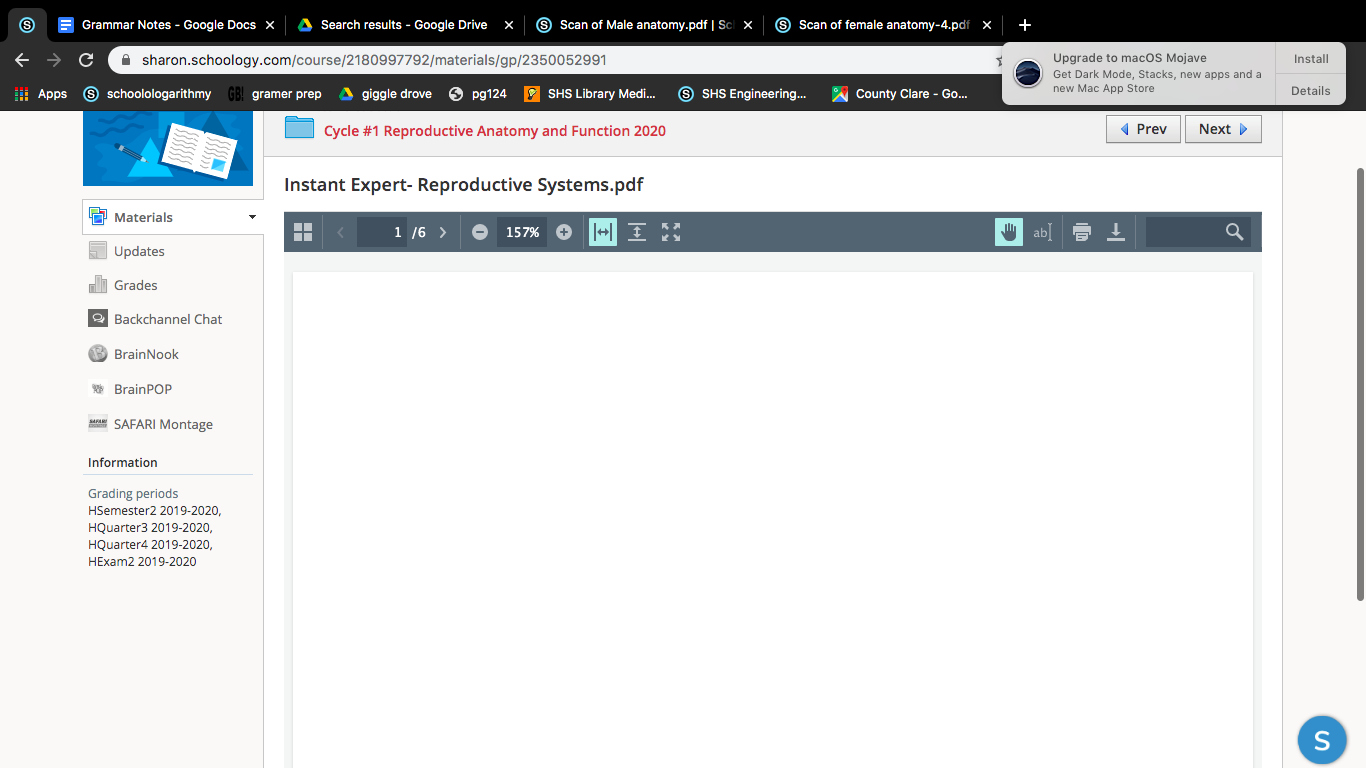 Grammar Notes - Google Docs
Search results - Google Drive
Scan of Male anatomy.pdf | Sc
Scan of female anatomy-4.pdf
sharon.schoology.com/course/2180997792/materials/gp/2350052991
Upgrade to macOS Mojave
Get Dark Mode, Stacks, new apps and a
new Mac App Store
Install
Details
Apps
schoolologarithmy
GB!
gramer prep
giggle drove
pg124
SHS Library Medi...
SHS Engineering...
County Clare - Go...
Cycle #1 Reproductive Anatomy and Function 2020
Prev
Next
Instant Expert- Reproductive Systems.pdf
1 /6
157%
ab
Materials
Updates
Grades
Backchannel Chat
BrainNook
BrainPOP
SAFARI Montage
Information
Grading periods
HSemester2 2019-2020,
HQuarter3 2019-2020,
HQuarter4 2019-2020,
HExam2 2019-2020
S